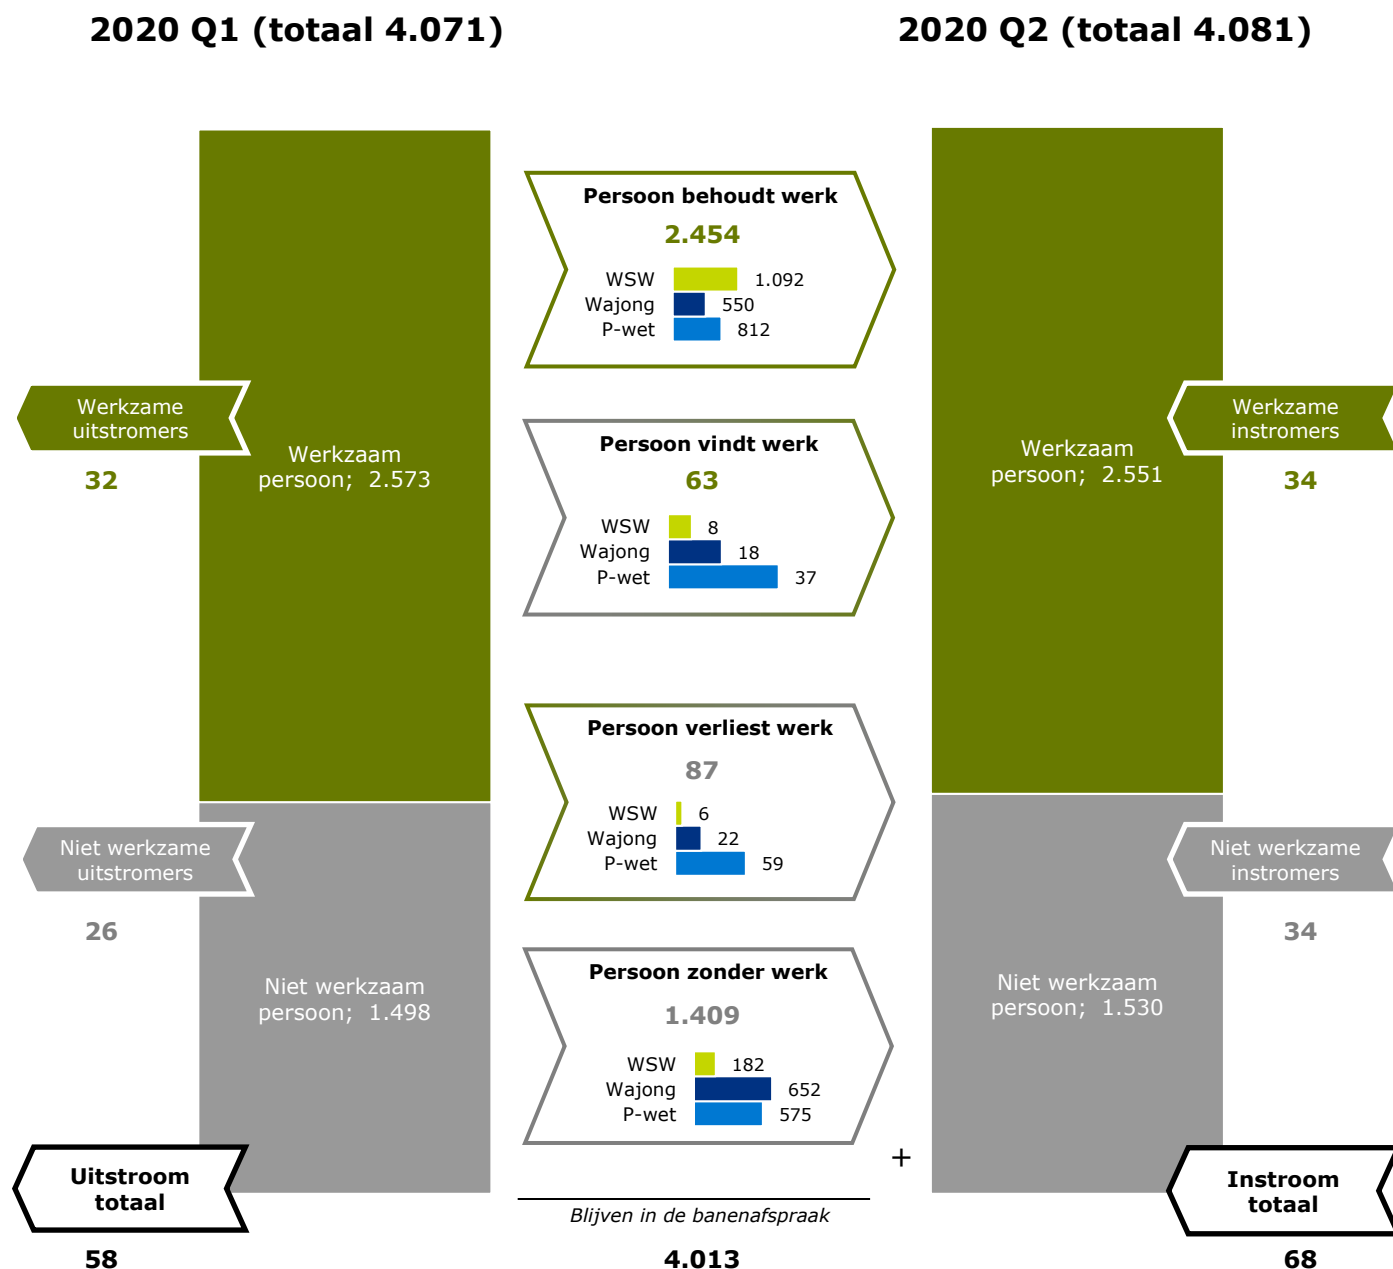 2020 Q1 (totaal 4.071)
2020 Q2 (totaal 4.081)
Werkzame
uitstromers
32
Werkzaam
persoon; 2.573
Niet werkzame
uitstromers
26
Niet werkzaam
persoon; 1.498
Uitstroom
totaal
58
Persoon behoudt werk
2.454
WSW 1.092
Wajong 550
P-wet 812
Persoon vindt werk
63
WSW 8
Wajong 18
P-wet 37
Persoon verliest werk
87
WSW 6
Wajong 22
P-wet 59
Persoon zonder werk
1.409
WSW 182
Wajong 652
P-wet 575
+
Blijven in de banenafspraak
4.013
Werkzaam
persoon; 2.551
Werkzame
instromers
34
Niet werkzame
instromers
34
Niet werkzaam
persoon; 1.530
Instroom
totaal
68